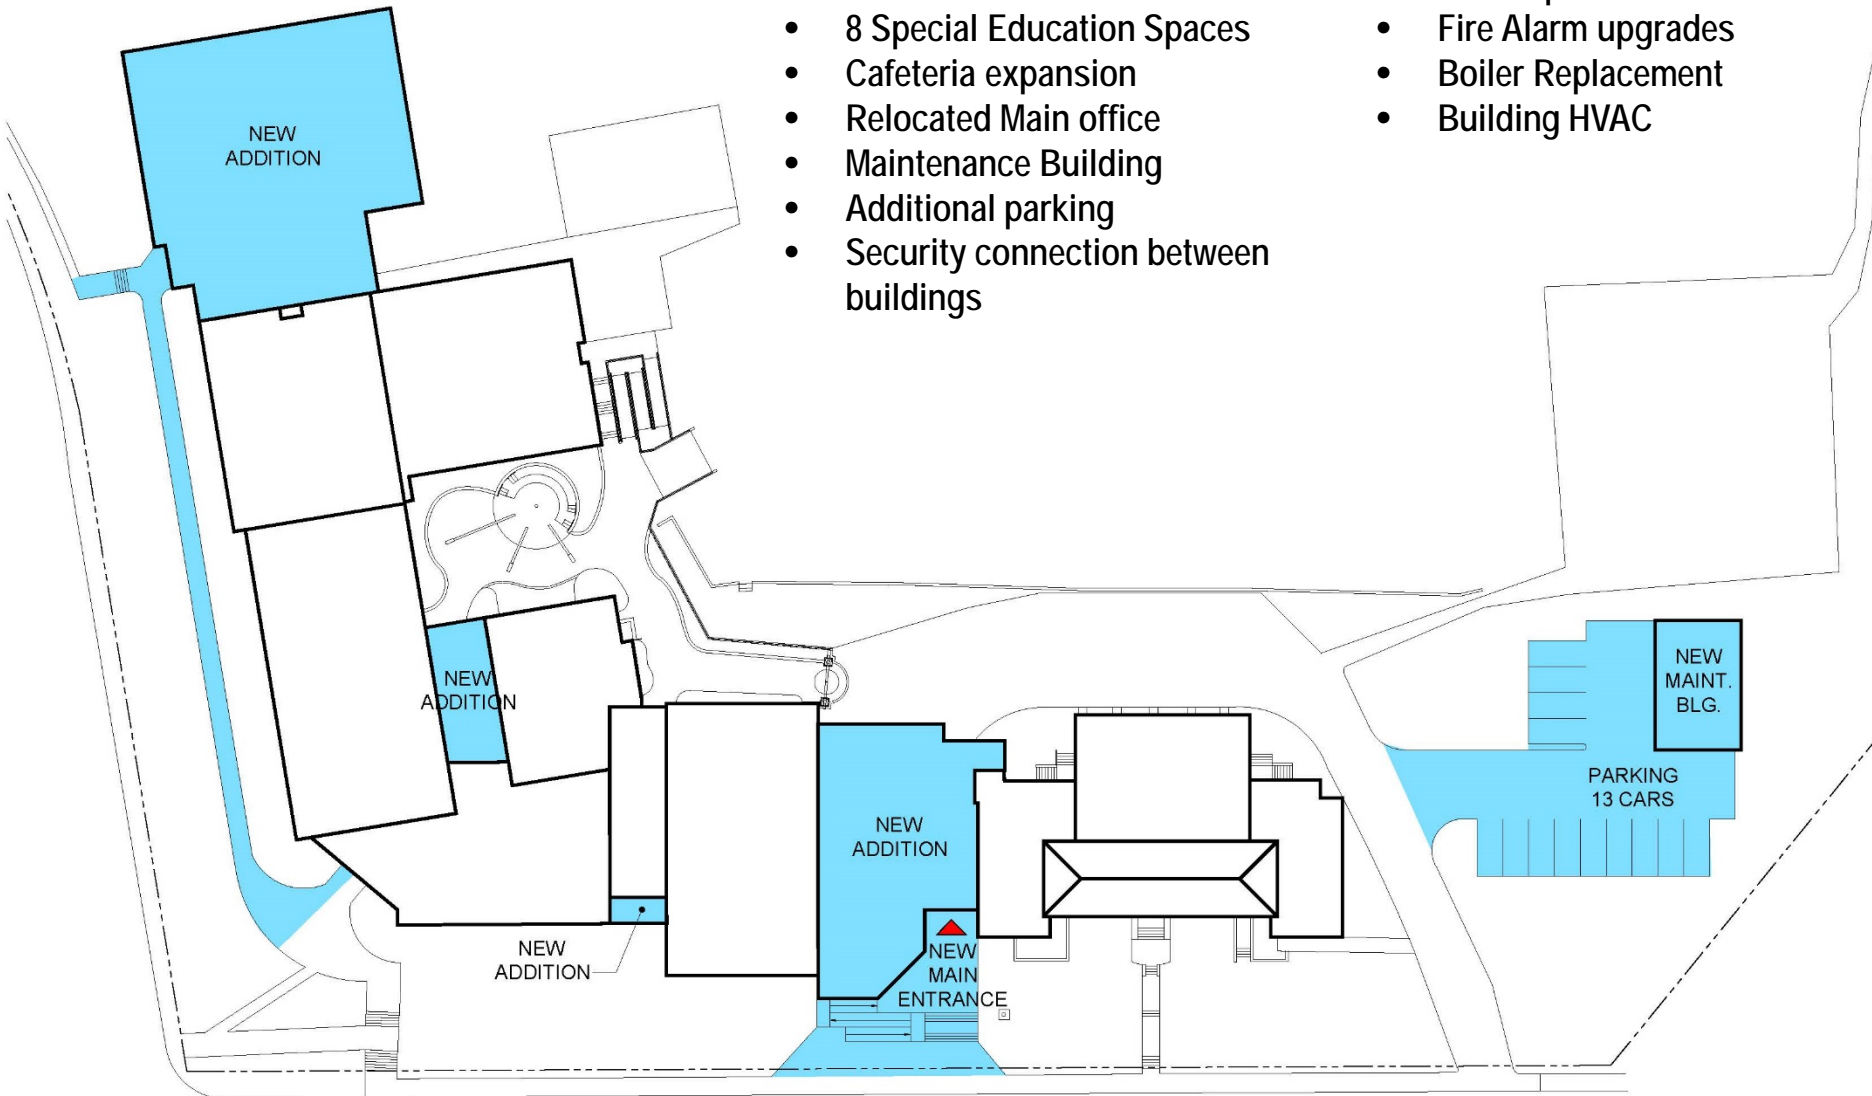 • 8 Special Education Spaces
• Cafeteria expansion
• Relocated Main office
• Maintenance Building
• Additional parking
• Security connection between
buildings
• Fire Alarm upgrades
• Boiler Replacement
• Building HVAC
NEW
ADDITION
NEW
ADDITION
NEW
MAINT.
BLG.
PARKING
13 CARS
NEW
ADDITION
NEW
ADDITION
NEW
MAIN
ENTRANCE